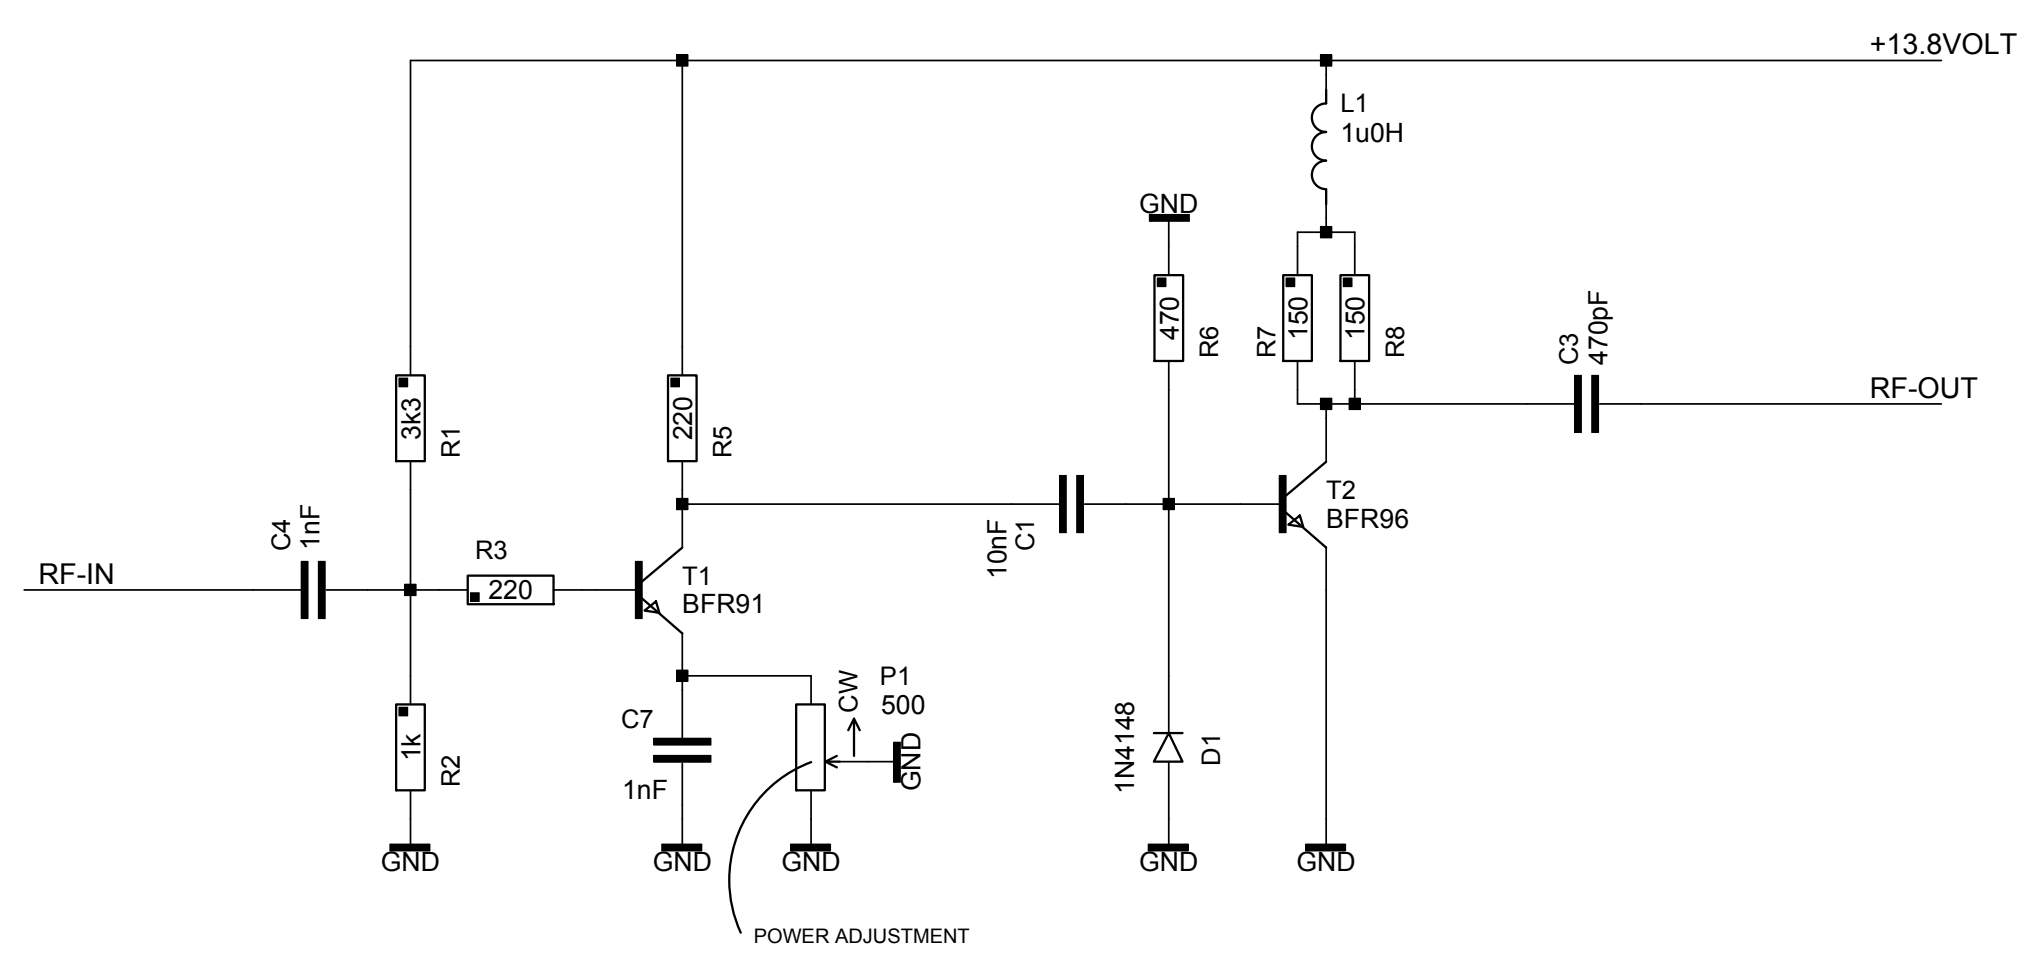 +13.8VOLT
L1
1u0H
GND
470
R6
R7
150
150
R8
C3
470pF
RF-OUT
3k3
R1
220
R5
C4
1nF
RF-IN
R3
220
T1
BFR91
10nF
C1
T2
BFR96
1k
R2
C7
1nF
CW
P1
500
GND
1N4148
D1
GND
GND
GND
GND
GND
POWER ADJUSTMENT